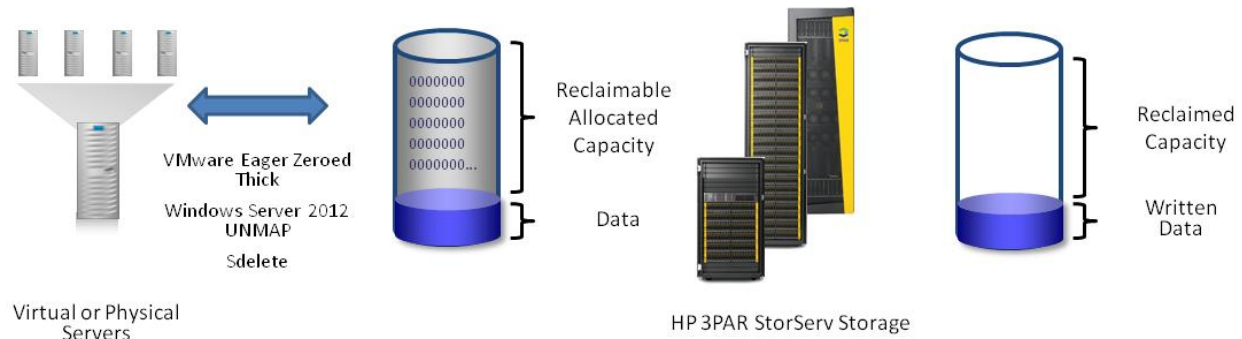 VMware Eager Zeroed
Thick
Windows Server 2012
UNMAP
Sdelete
Virtual or Physical
Servers
0000000
0000000
0000000
0000000
0000000...
Reclaimable
Allocated
Capacity
Data
HP 3PAR StorServ Storage
Reclaimed
Capacity
Written
Data